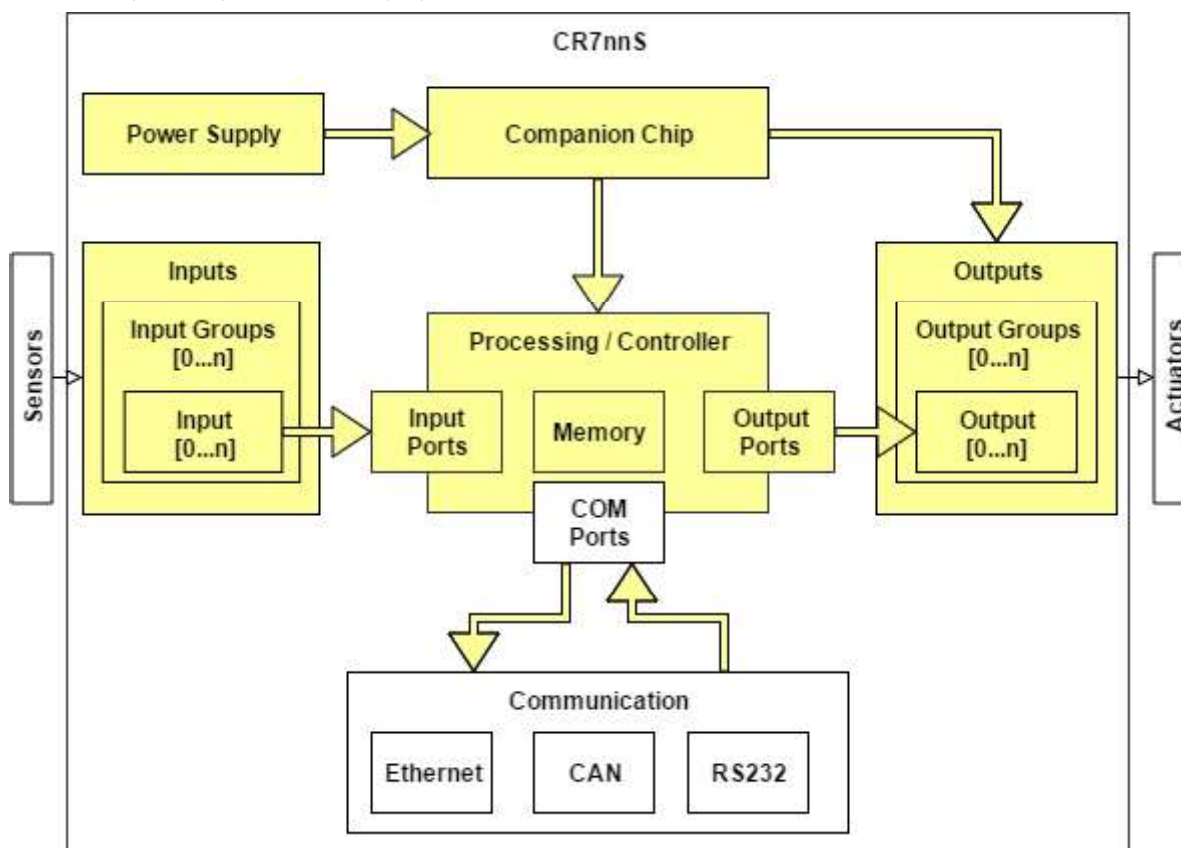 CR7nnS
Power Supply
Companion Chip
Sensors
Inputs
Input Groups
[0...n]
Input
[0...n]
Processing / Controller
Input
Ports
Memory
Output
Ports
COM
Ports
Outputs
Output Groups
[0...n]
Output
[0...n]
Actuators
Communication
Ethernet
CAN
RS232